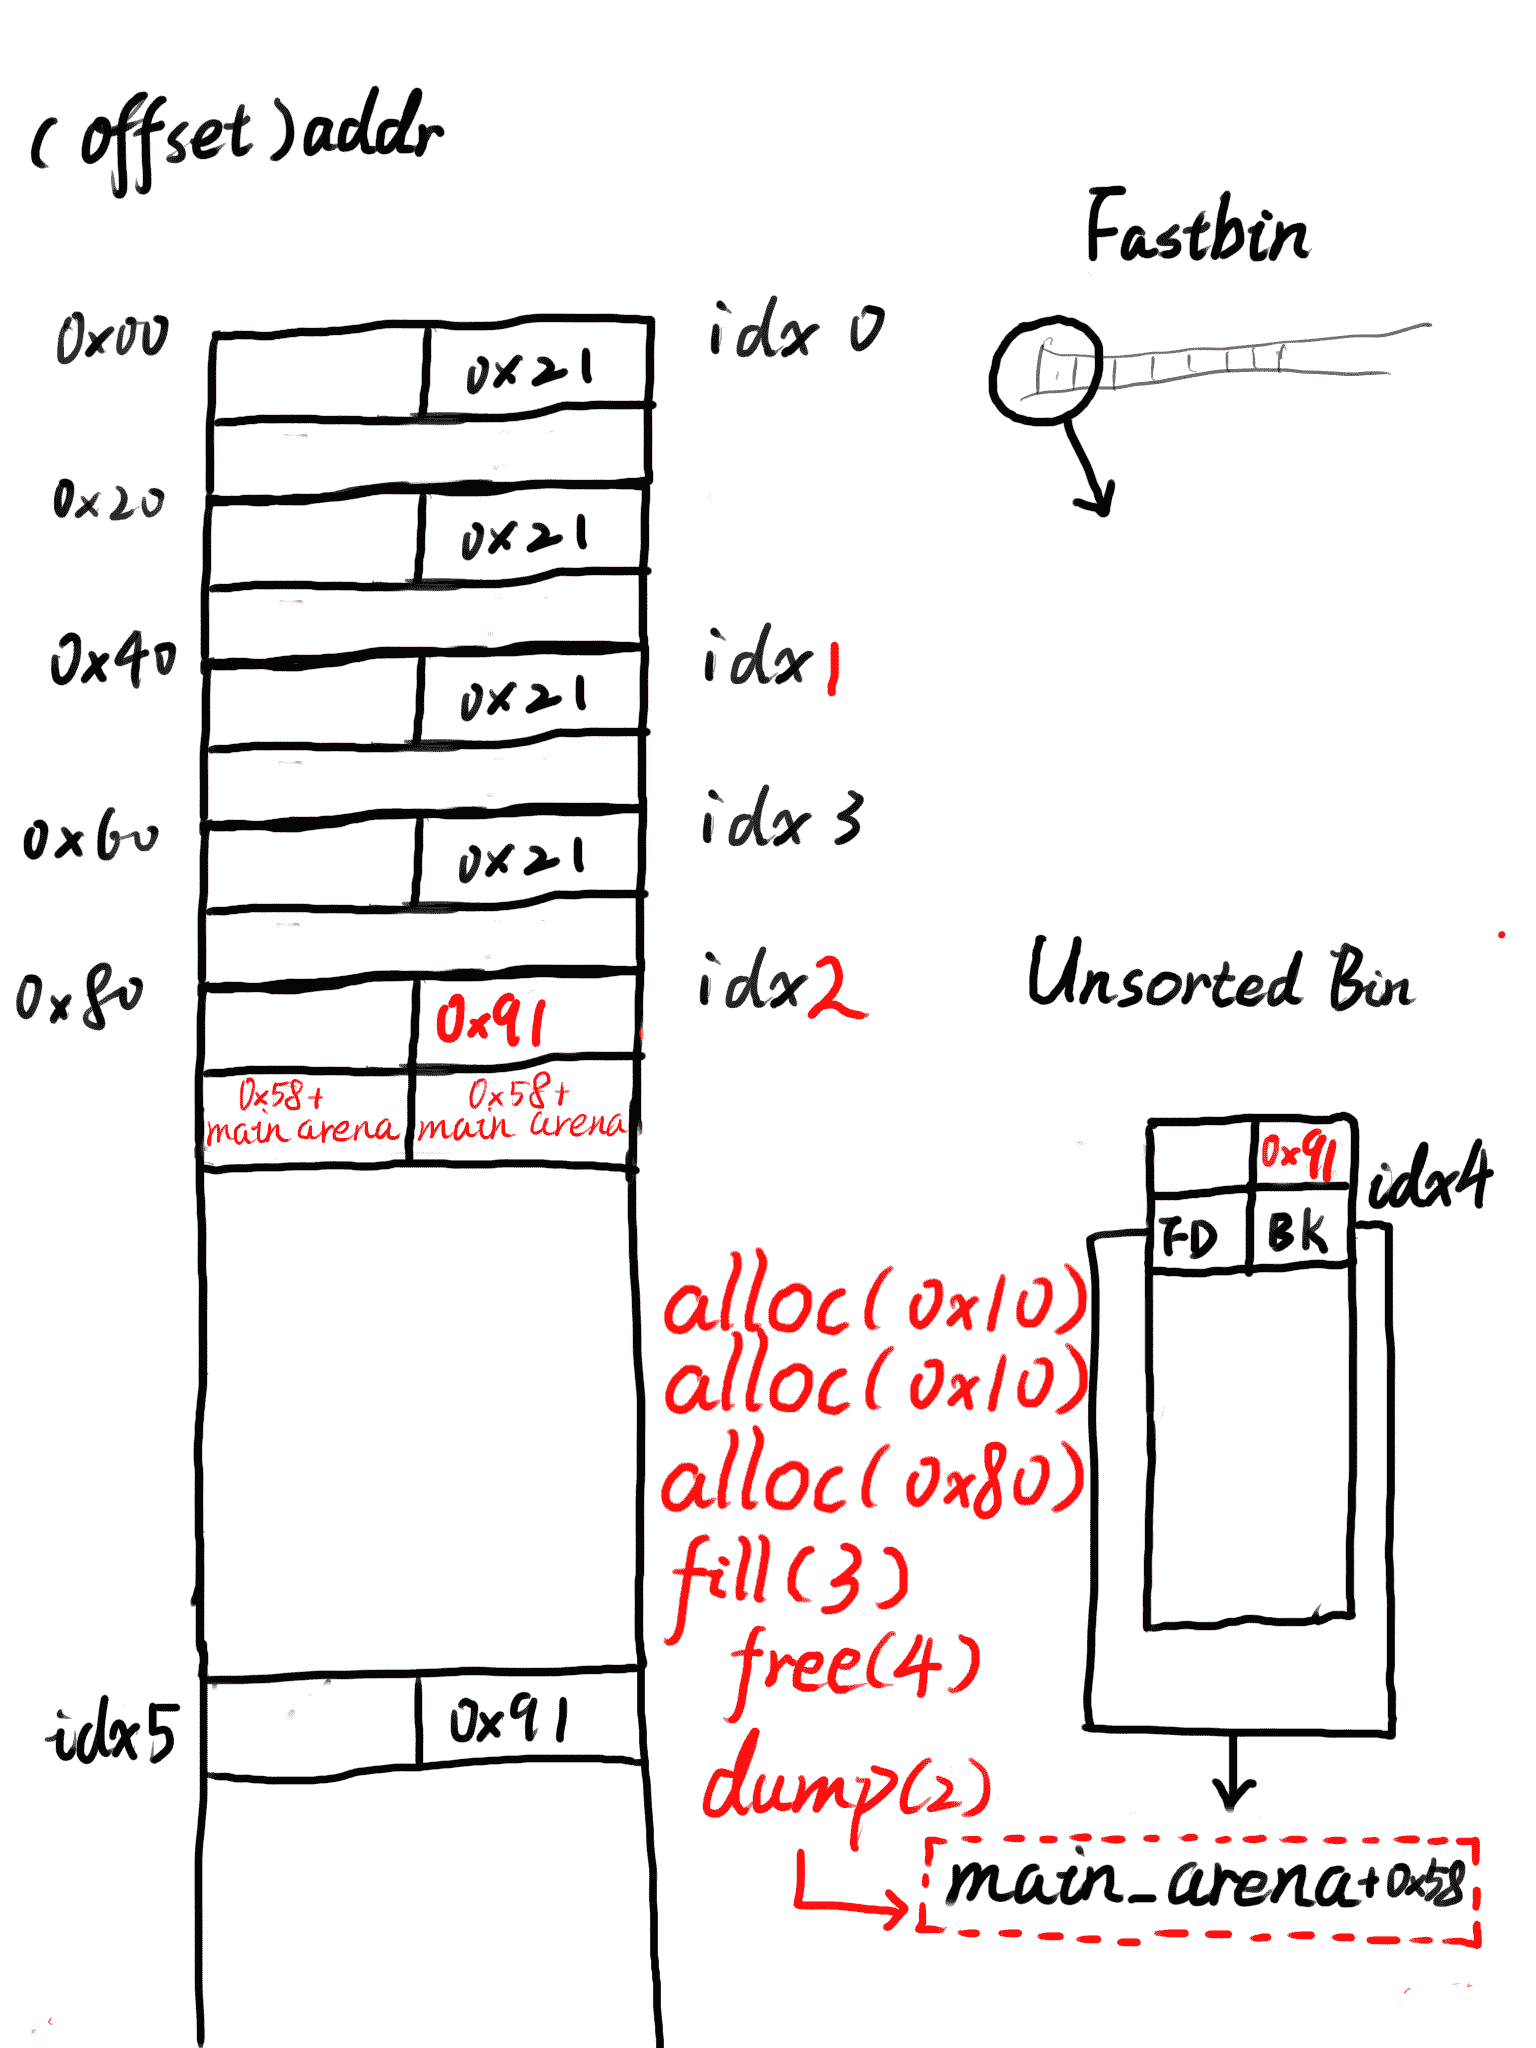 (offset)addr
Fastbin
0x00
0x21
idx 0
0x20
0x21
0x40
0x21
idx1
0x60
0x21
idx 3
0x80
0x91
idx2
0x58+
main arena
0x58+
main arena
Unsorted Bin
0x91
idx4
FD
BK
alloc(0x10)
alloc(0x10)
alloc(0x80)
fill(3)
free(4)
idx5
0x91
dump(2)
main_arena+0x58